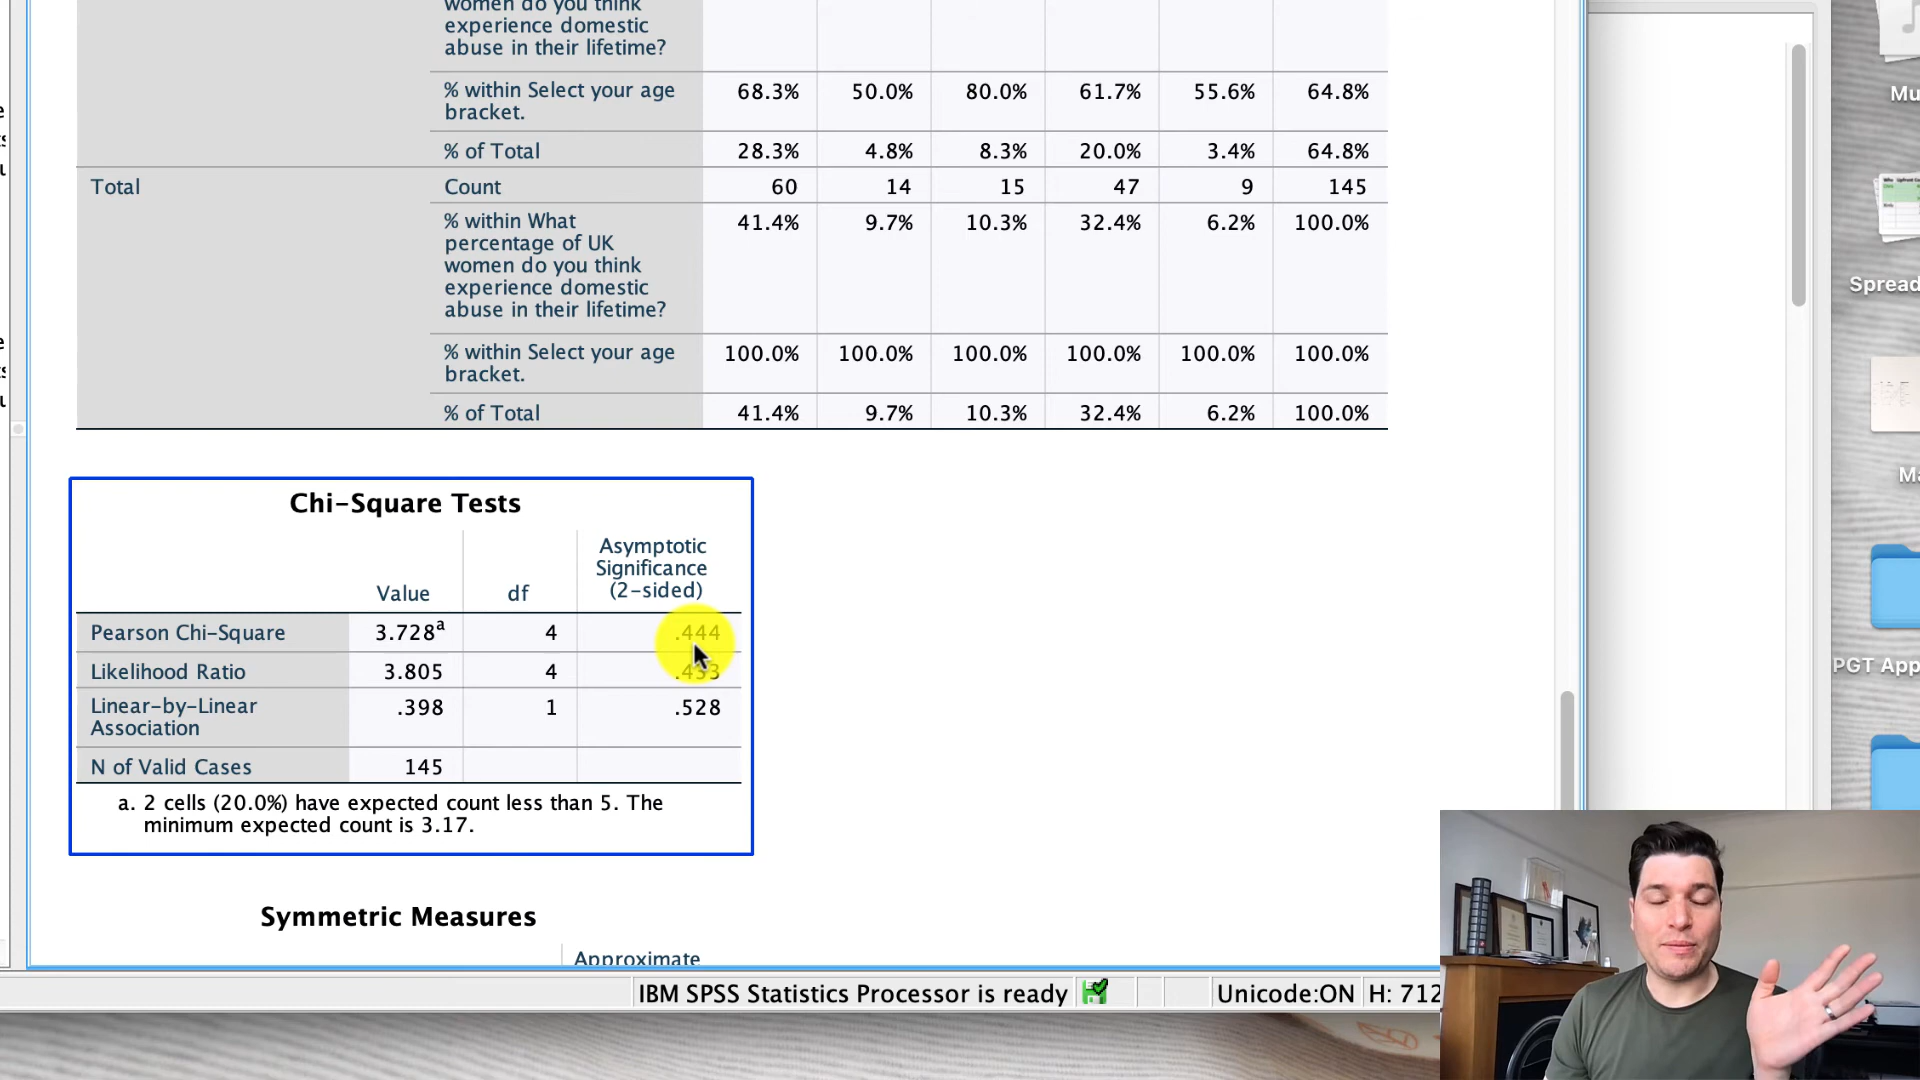 women do you think
experience domestic
abuse in their lifetime?
% within Select your age
bracket.
68.3% 50.0% 80.0% 61.7% 55.6% 64.8%
% of Total 28.3% 4.8% 8.3% 20.0% 3.4% 64.8%
Total Count 60 14 15 47 9 145
% within What
percentage of UK
women do you think
experience domestic
abuse in their lifetime?
41.4% 9.7% 10.3% 32.4% 6.2% 100.0%
% within Select your age
bracket.
100.0% 100.0% 100.0% 100.0% 100.0% 100.0%
% of Total 41.4% 9.7% 10.3% 32.4% 6.2% 100.0%
Chi-Square Tests
Asymptotic
Significance
(2-sided)
Value df
Pearson Chi-Square 3.728a 4 .444
Likelihood Ratio 3.805 4
Linear-by-Linear
Association
.398 1 .528
N of Valid Cases 145
a. 2 cells (20.0%) have expected count less than 5. The
minimum expected count is 3.17.
Symmetric Measures
Approximate
IBM SPSS Statistics Processor is ready
Unicode:ON
H: 712
Mu
Spread
Ma
PGT App